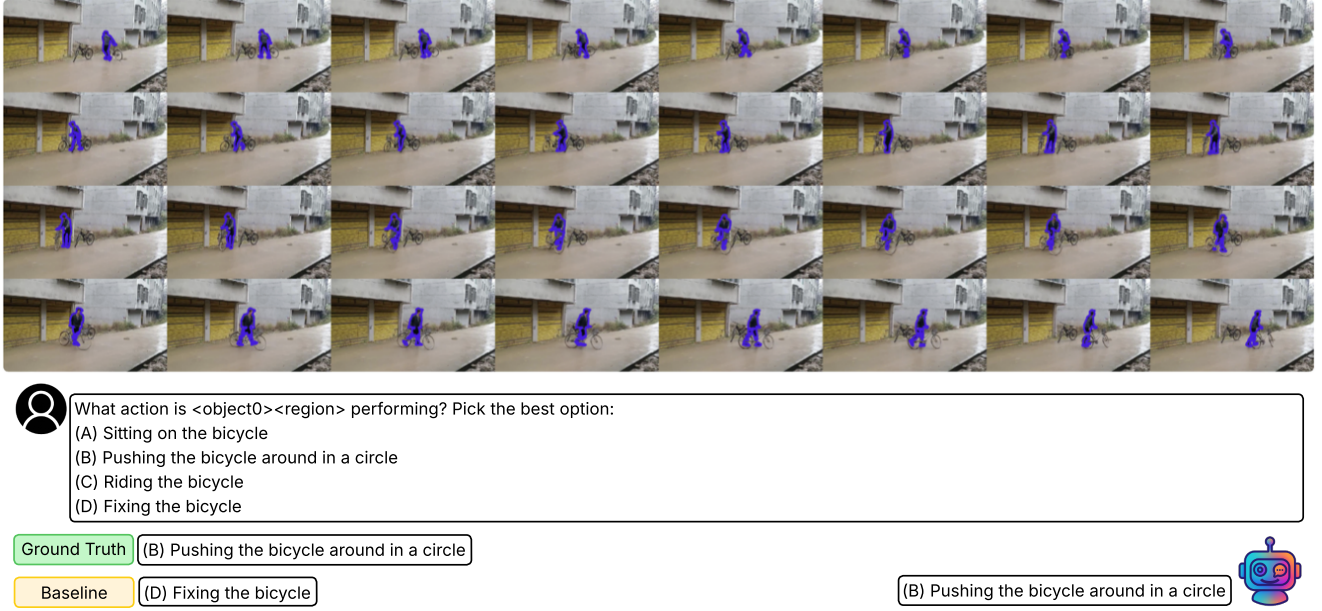 What action is <object0><region> performing? Pick the best option:
(A) Sitting on the bicycle
(B) Pushing the bicycle around in a circle
(C) Riding the bicycle
(D) Fixing the bicycle
Ground Truth
(B) Pushing the bicycle around in a circle
Baseline
(D) Fixing the bicycle
(B) Pushing the bicycle around in a circle